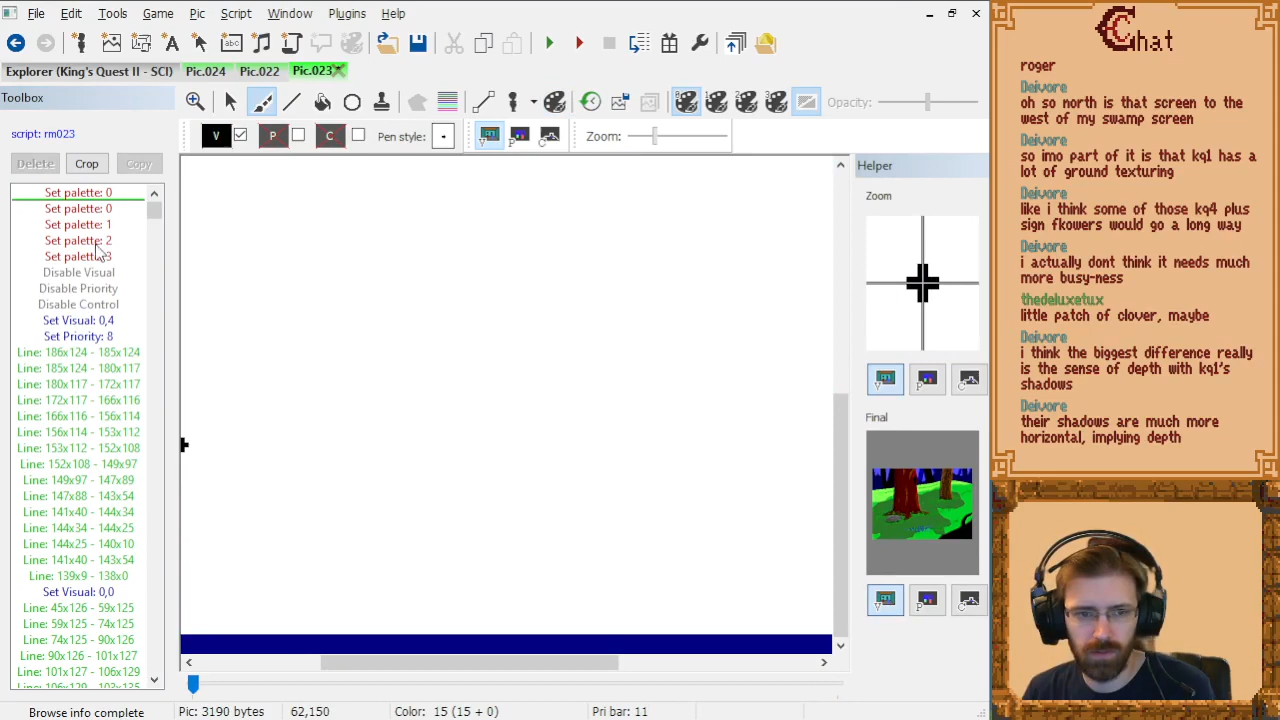 File Edit Tools Game Pic Script Window Plugins Help
Explorer (King's Quest II - SCI) Pic.024 Pic.022 Pic.023
Toolbox
script: rm023
Delete Crop Copy
Opacity:
V P C Pen style: Zoom:
Set palette: 0
Set palette: 0
Set palette: 1
Set palette: 2
Set palette: 3
Disable Visual
Disable Priority
Disable Control
Set Visual: 0,4
Set Priority: 8
Line: 186x124 - 185x124
Line: 185x124 - 180x117
Line: 180x117 - 172x117
Line: 172x117 - 166x116
Line: 166x116 - 156x114
Line: 156x114 - 153x112
Line: 153x112 - 152x108
Line: 152x108 - 149x97
Line: 149x97 - 147x89
Line: 147x88 - 143x54
Line: 141x40 - 144x34
Line: 144x34 - 144x25
Line: 144x25 - 140x10
Line: 141x40 - 143x54
Line: 139x9 - 138x0
Set Visual: 0,0
Line: 45x126 - 59x125
Line: 59x125 - 74x125
Line: 74x125 - 90x126
Line: 90x126 - 101x127
Line: 101x127 - 106x129
Line: 106x129 - 103x135
Helper
Zoom
V P C
Final
V P C
Browse info complete Pic: 3190 bytes 62,150 Color: 15 (15 + 0) Pri bar: 11
Chat
roger
Deivore
oh so north is that screen to the
west of my swamp screen
Deivore
so imo part of it is that kq1 has a
lot of ground texturing
Deivore
like i think some of those kq4 plus
sign fkowers would go a long way
Deivore
i actually dont think it needs much
more busy-ness
thedeluxetux
little patch of clover, maybe
Deivore
i think the biggest difference really
is the sense of depth with kq1's
shadows
Deivore
their shadows are much more
horizontal, implying depth